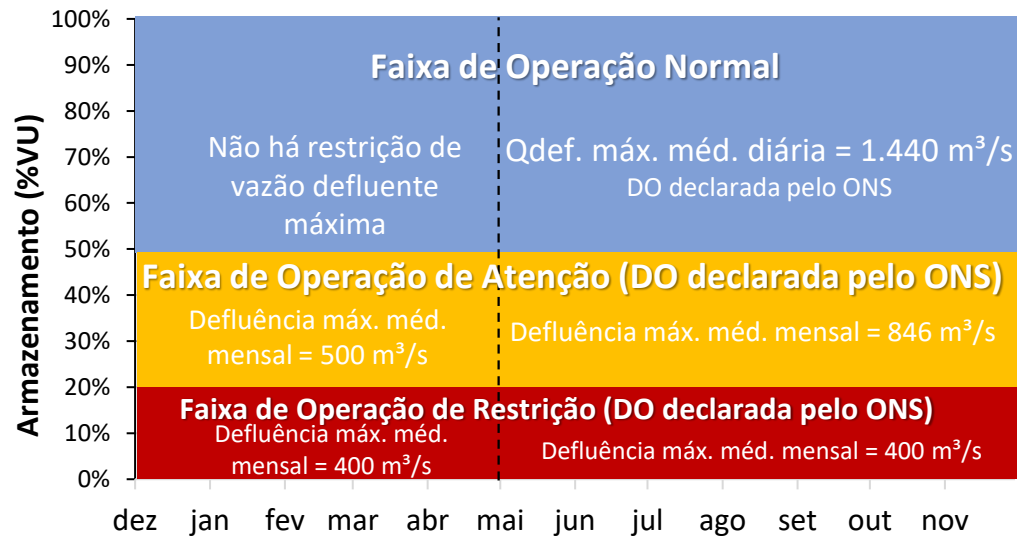 100%
90%
80%
70%
60%
50%
40%
30%
20%
10%
0%
Armazenamento (%VU)
Faixa de Operação Normal
Não há restrição de
vazão defluente
máxima
Qdef. máx. méd. diária = 1.440 m³/s
DO declarada pelo ONS
Faixa de Operação de Atenção (DO declarada pelo ONS)
Defluência máx. méd.
mensal = 500 m³/s
Defluência máx. méd. mensal = 846 m³/s
Faixa de Operação de Restrição (DO declarada pelo ONS)
Defluência máx. méd.
mensal = 400 m³/s
Defluência máx. méd. mensal = 400 m³/s
dez jan fev mar abr mai jun jul ago set out nov